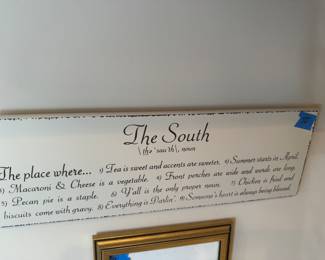 The South
\the 'sauth\, noun
The place where... 1) Tea is sweet and accents are sweeter. 2) Summer starts in April.
3) Macaroni & Cheese is a vegetable. 4) Front porches are wide and words are long.
5) Pecan pie is a staple. 6) Y'all is the only proper noun. 7) Chicken is fried and
biscuits come with gravy. 8) Everything is Darlin'. 9) Someone's heart is always being blessed.